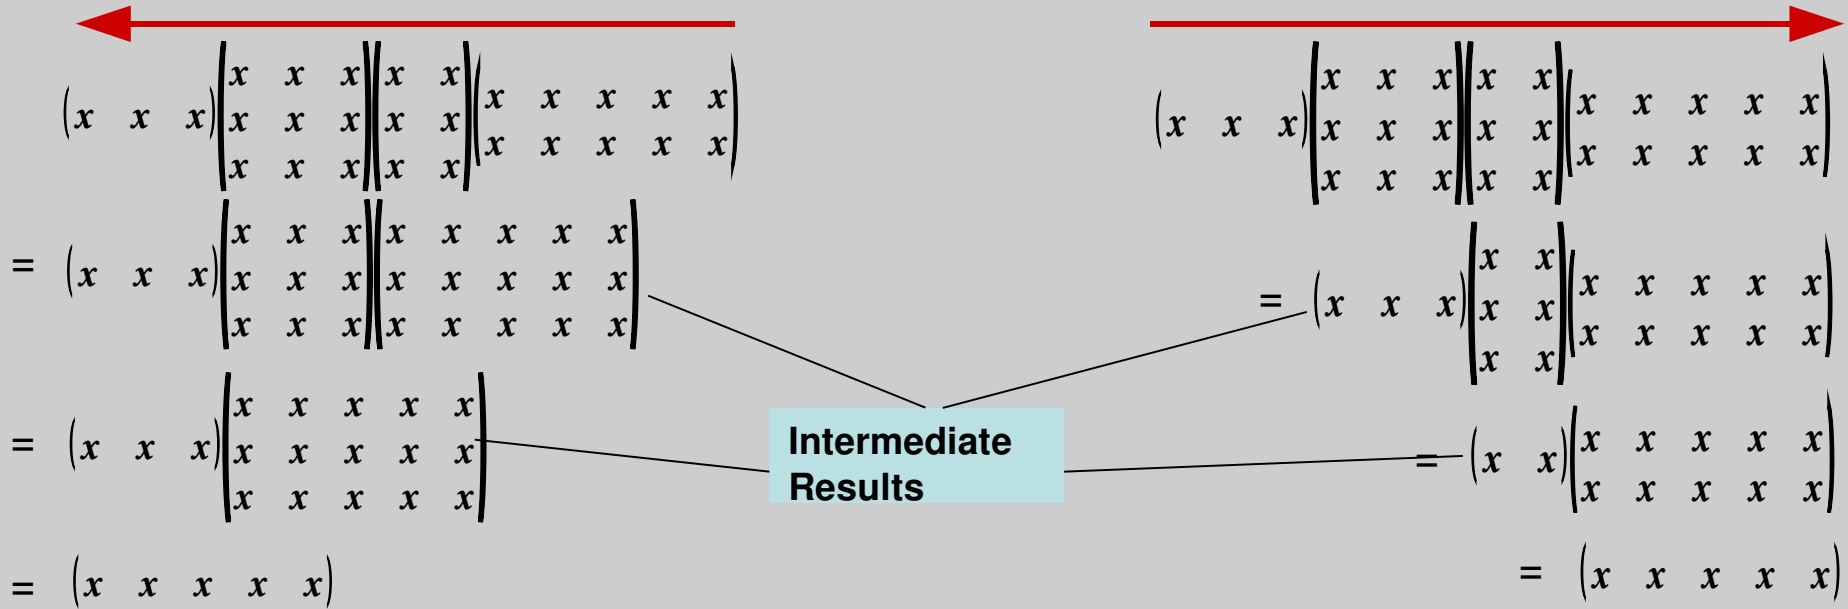 (x x x)(x x x)(x x)(x x x x x)
(x x x)(x x)(x x x x x)
(x x x)(x x)
= (x x x)(x x x)(x x x x x)
(x x x)(x x x x x)
(x x x)(x x x x x)
= (x x x)(x x x x x)
(x x x x x)
(x x x x x)
= (x x x x x)
Intermediate
Results
(x x x)(x x x)(x x)(x x x x x)
(x x x)(x x)(x x x x x)
(x x x)(x x)
= (x x x)(x x)(x x x x x)
(x x)(x x x x x)
(x x)
= (x x)(x x x x x)
(x x x x x)
= (x x x x x)